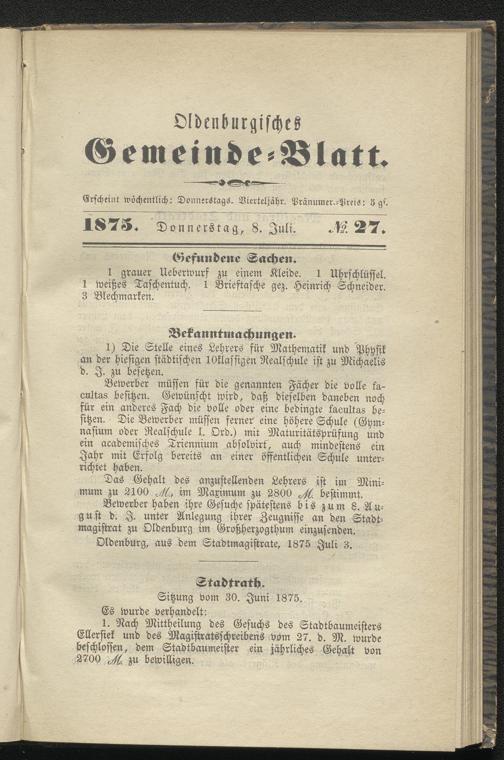 Oldenburgisches
Gemeinde-Blatt.
Erscheint wöchentlich: Donnerstags. Vierteljähr. Pränumer.-Preis: 3 gs.
1875. Donnerstag, 8. Juli. № 27.
Gefundene Sachen.
1 grauer Ueberwurf zu einem Kleide. 1 Uhrschlüssel.
1 weißes Taschentuch. 1 Brieftasche gez. Heinrich Schneider.
3 Blechmarken.
Bekanntmachungen.
1) Die Stelle eines Lehrers für Mathematik und Physik
an der hiesigen städtischen 10klassigen Realschule ist zu Michaelis
d. J. zu besetzen.
Bewerber müssen für die genannten Fächer die volle fa-
cultas besitzen. Gewünscht wird, daß dieselben daneben noch
für ein anderes Fach die volle oder eine bedingte facultas be-
sitzen. Die Bewerber müssen ferner eine höhere Schule (Gym-
nasium oder Realschule I. Ord.) mit Maturitätsprüfung und
ein academisches Triennium absolvirt, auch mindestens ein
Jahr mit Erfolg bereits an einer öffentlichen Schule unter-
richtet haben.
Das Gehalt des anzustellenden Lehrers ist im Mini-
mum zu 2100 ℳ, im Maximum zu 2800 ℳ bestimmt.
Bewerber haben ihre Gesuche spätestens bis zum 8. Au-
gust d. J. unter Anlegung ihrer Zeugnisse an den Stadt-
magistrat zu Oldenburg im Großherzogthum einzusenden.
Oldenburg, aus dem Stadtmagistrate, 1875 Juli 3.
Stadtrath.
Sitzung vom 30. Juni 1875.
Es wurde verhandelt:
1. Nach Mittheilung des Gesuchs des Stadtbaumeisters
Ellersiek und des Magistratsschreibens vom 27. d. M. wurde
beschlossen, dem Stadtbaumeister ein jährliches Gehalt von
2700 ℳ zu bewilligen.